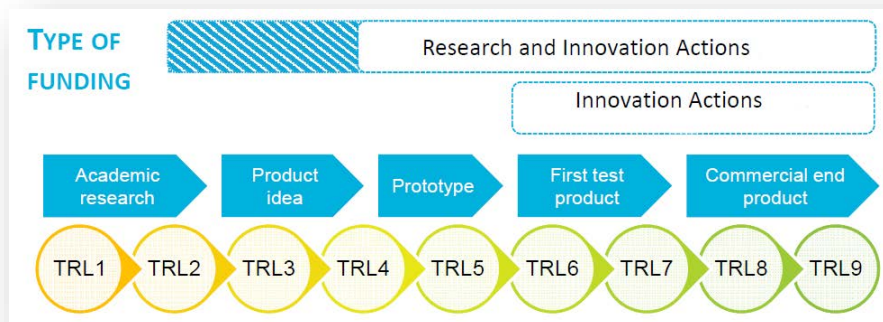 TYPE OF
FUNDING
Research and Innovation Actions
Innovation Actions
Academic
research
Product
idea
Prototype
First test
product
Commercial end
product
TRL1
TRL2
TRL3
TRL4
TRL5
TRL6
TRL7
TRL8
TRL9